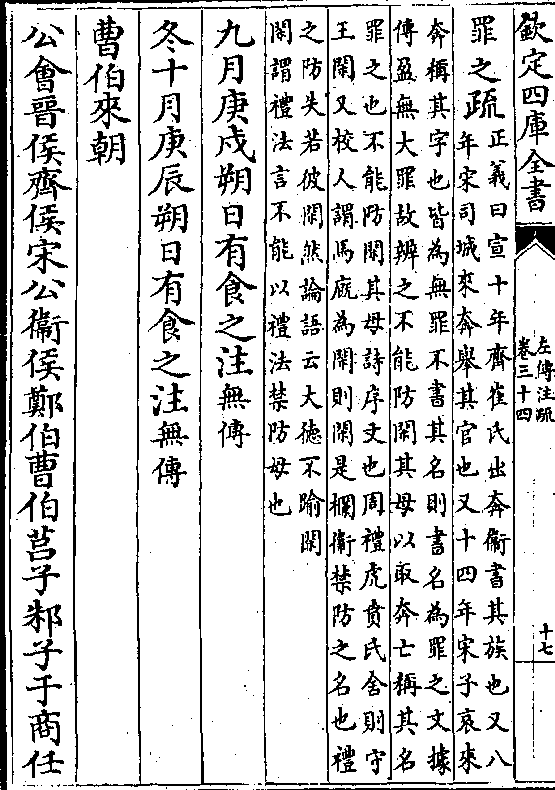 欽定四庫全書
左傳注疏
卷三十四
十七
罪之疏正義曰宣十年齊崔氏出奔衛書其族也又八
年宋司城來奔舉其官也又十四年宋子哀來
奔稱其字也皆為無罪不書其名則書名為罪之文據
傳盈無大罪故辨之不能防閑其母以取奔亡稱其名
罪之也不能防閑其母詩序文也周禮虎賁氏舍則守
王閑又校人謂馬廐為閑則閑是欄衛禁防之名也禮
之防失若彼閑然論語云大德不踰閑
閑謂禮法言不能以禮法禁防母也
九月庚戌朔日有食之注無傳
冬十月庚辰朔日有食之注無傳
曹伯來朝
公會晉侯齊侯宋公衛侯鄭伯曹伯莒子邾子于商任